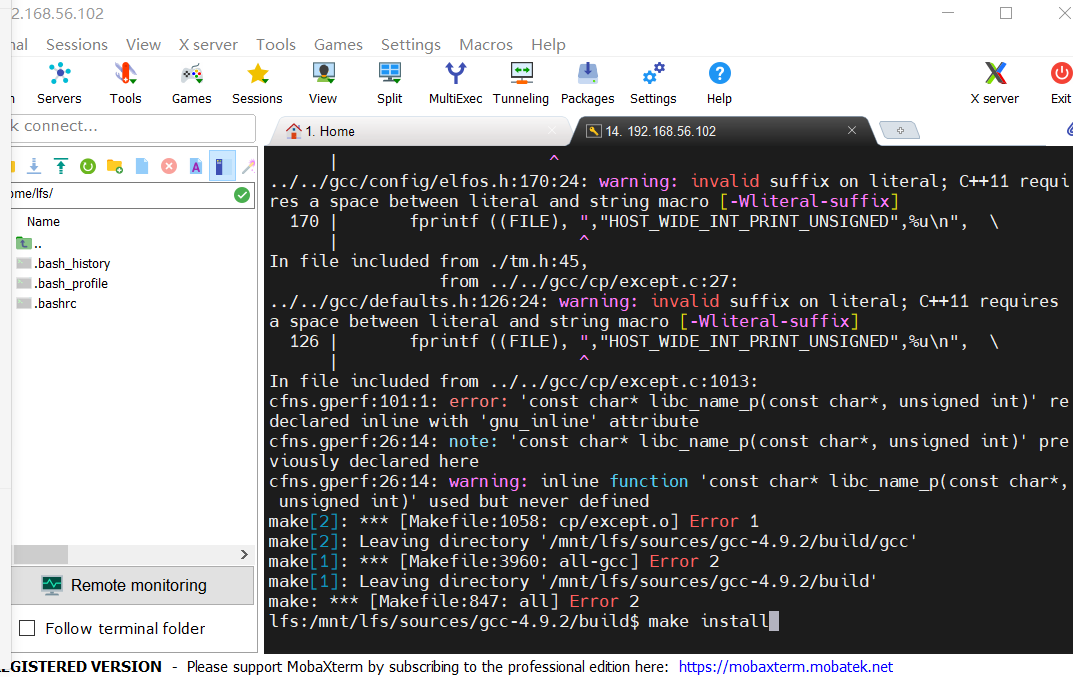 2.168.56.102
nal Sessions View X server Tools Games Settings Macros Help
Servers Tools Games Sessions View Split MultiExec Tunneling Packages Settings Help X server Exit
k connect...
1. Home
14. 192.168.56.102
ome/lfs/
Name
..
.bash_history
.bash_profile
.bashrc
| ^
../../gcc/config/elfos.h:170:24: warning: invalid suffix on literal; C++11 requi
res a space between literal and string macro [-Wliteral-suffix]
170 | fprintf ((FILE), ","HOST_WIDE_INT_PRINT_UNSIGNED",%u\n", \
| ^
In file included from ./tm.h:45,
from ../../gcc/cp/except.c:27:
../../gcc/defaults.h:126:24: warning: invalid suffix on literal; C++11 requires
a space between literal and string macro [-Wliteral-suffix]
126 | fprintf ((FILE), ","HOST_WIDE_INT_PRINT_UNSIGNED",%u\n", \
| ^
In file included from ../../gcc/cp/except.c:1013:
cfns.gperf:101:1: error: 'const char* libc_name_p(const char*, unsigned int)' re
declared inline with 'gnu_inline' attribute
cfns.gperf:26:14: note: 'const char* libc_name_p(const char*, unsigned int)' pre
viously declared here
cfns.gperf:26:14: warning: inline function 'const char* libc_name_p(const char*,
unsigned int)' used but never defined
make[2]: *** [Makefile:1058: cp/except.o] Error 1
make[2]: Leaving directory '/mnt/lfs/sources/gcc-4.9.2/build/gcc'
make[1]: *** [Makefile:3960: all-gcc] Error 2
make[1]: Leaving directory '/mnt/lfs/sources/gcc-4.9.2/build'
make: *** [Makefile:847: all] Error 2
lfs:/mnt/lfs/sources/gcc-4.9.2/build$ make install
Remote monitoring
Follow terminal folder
EGISTERED VERSION - Please support MobaXterm by subscribing to the professional edition here: https://mobaxterm.mobatek.net